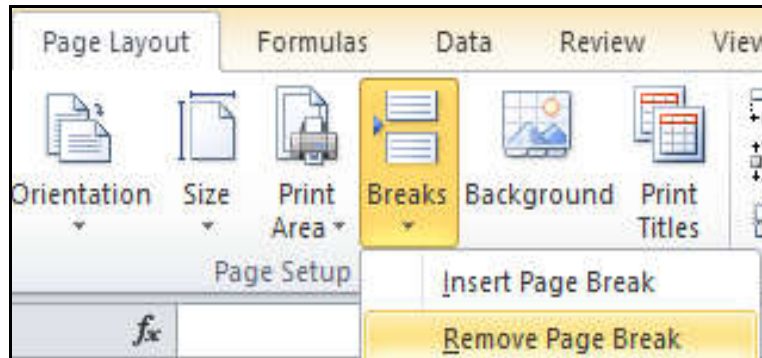 Page Layout Formulas Data Review View
Orientation Size Print Area Breaks Background Print Titles
Page Setup
Insert Page Break
fx
Remove Page Break